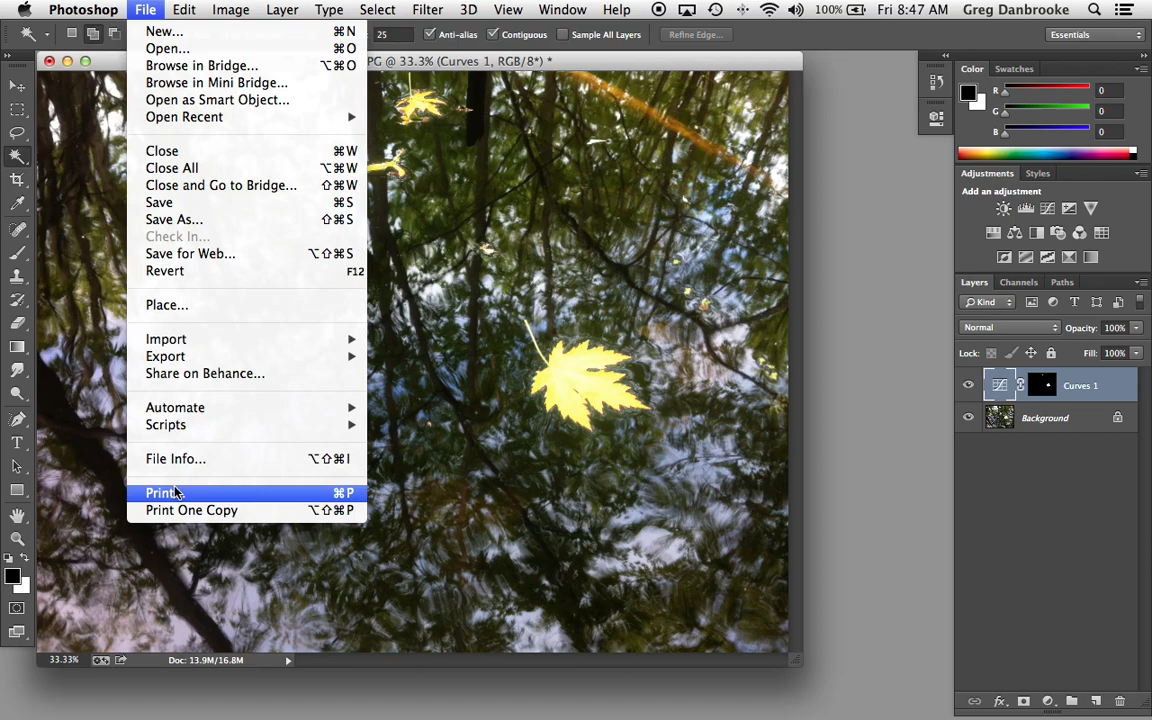 Photoshop File Edit Image Layer Type Select Filter 3D View Window Help 100% Fri 8:47 AM Greg Danbrooke
25 Anti-alias Contiguous Sample All Layers Refine Edge... Essentials
PG @ 33.3% (Curves 1, RGB/8*) *
New... ⌘N
Open... ⌘O
Browse in Bridge... ⌥⌘O
Browse in Mini Bridge...
Open as Smart Object...
Open Recent
Close ⌘W
Close All ⌥⌘W
Close and Go to Bridge... ⇧⌘W
Save ⌘S
Save As... ⇧⌘S
Check In...
Save for Web... ⌥⇧⌘S
Revert F12
Place...
Import
Export
Share on Behance...
Automate
Scripts
File Info... ⌥⇧⌘I
Print ⌘P
Print One Copy ⌥⇧⌘P
33.33% Doc: 13.9M/16.8M
Color Swatches
R 0
G 0
B 0
Adjustments Styles
Add an adjustment
Layers Channels Paths
Kind
Normal Opacity: 100%
Lock: Fill: 100%
Curves 1
Background
fx